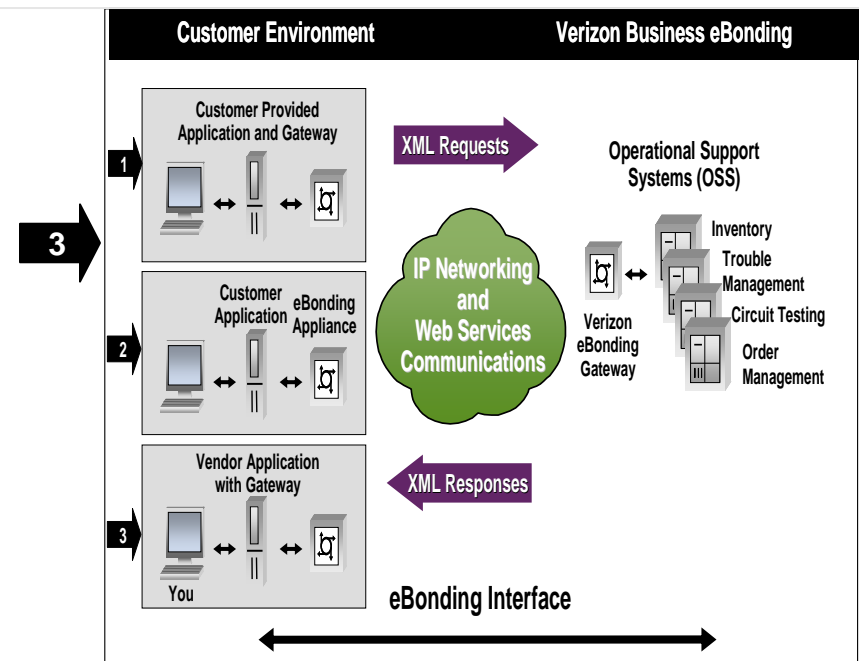 Customer Environment
Verizon Business eBonding
3
1
Customer Provided
Application and Gateway
XML Requests
Operational Support
Systems (OSS)
Inventory
Trouble
Management
Circuit Testing
Order
Management
Verizon
eBonding
Gateway
IP Networking
and
Web Services
Communications
2
Customer
Application
eBonding
Appliance
3
Vendor Application
with Gateway
You
XML Responses
eBonding Interface